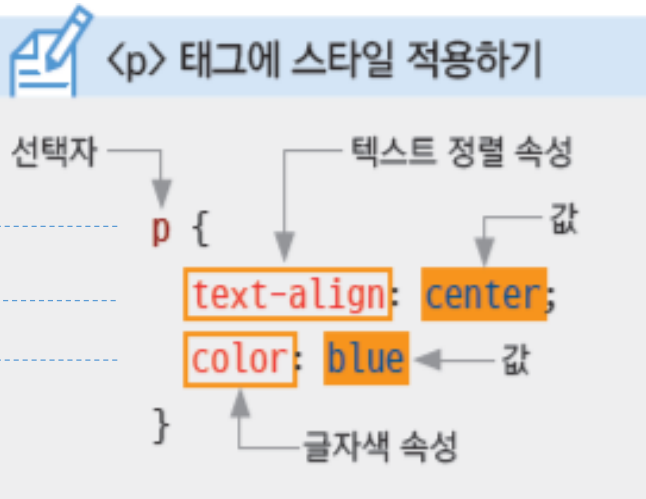 <p> 태그에 스타일 적용하기
선택자
텍스트 정렬 속성
값
p {
text-align: center;
color: blue
값
}
글자색 속성